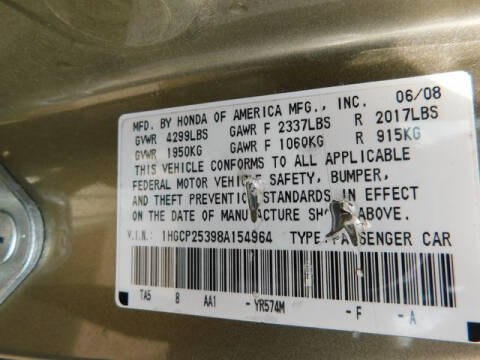 MFD. BY HONDA OF AMERICA MFG., INC. 06/08
GVWR 4299LBS GAWR F 2337LBS R 2017LBS
GVWR 1950KG GAWR F 1060KG R 915KG
THIS VEHICLE CONFORMS TO ALL APPLICABLE
FEDERAL MOTOR VEHICLE SAFETY, BUMPER,
AND THEFT PREVENTION STANDARDS IN EFFECT
ON THE DATE OF MANUFACTURE SHOWN ABOVE.
V.I.N: 1HGCP25398A154964 TYPE:PASSENGER CAR
TA5 8 AA1 -YR574M -F -A